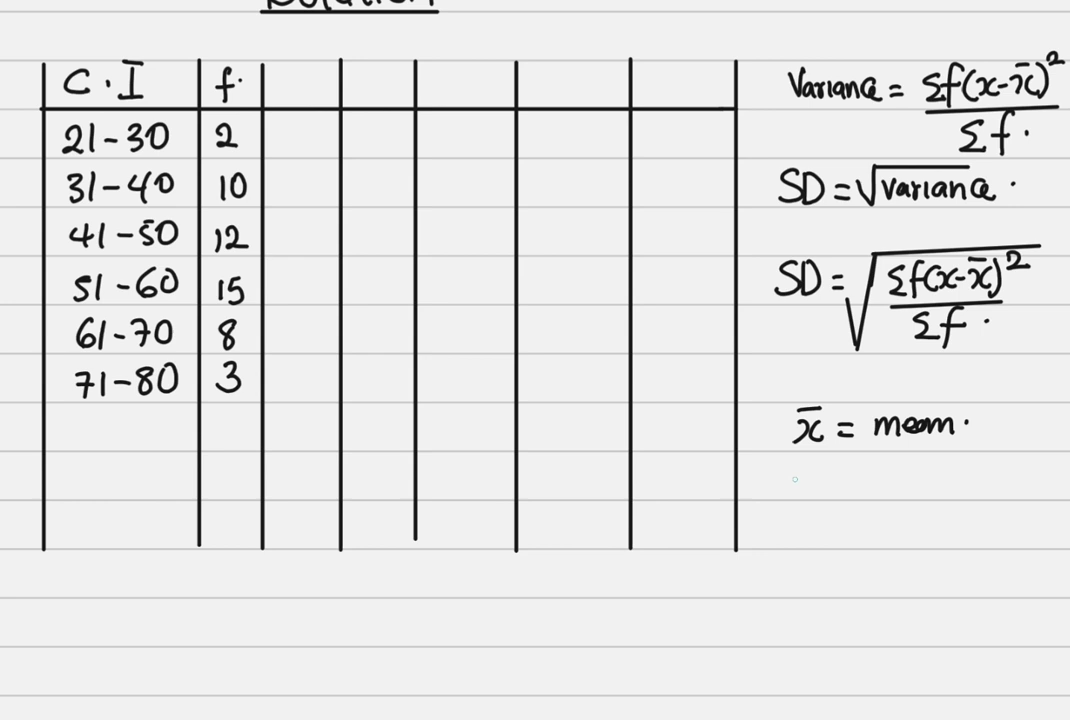 Solution
C.I f.
21-30 2
31-40 10
41-50 12
51-60 15
61-70 8
71-80 3
Variance = Σf(x-x̄)²
Σf.
SD = √variance.
SD = √Σf(x-x̄)²
Σf.
x̄ = mean.